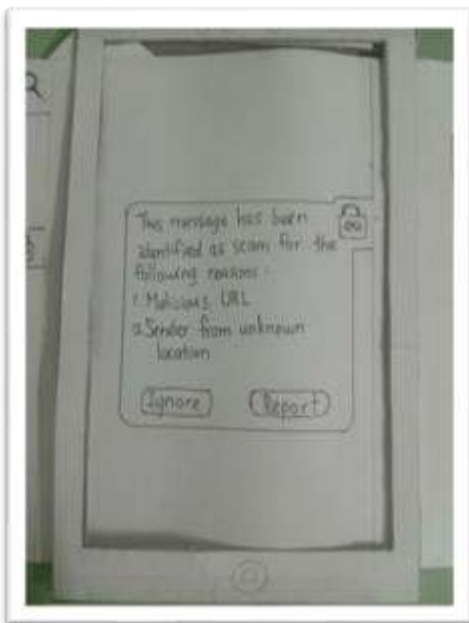 This message has been
identified as scam for the
following reasons :
1. Malicious URL
2. Sender from unknown
location
Ignore
Report